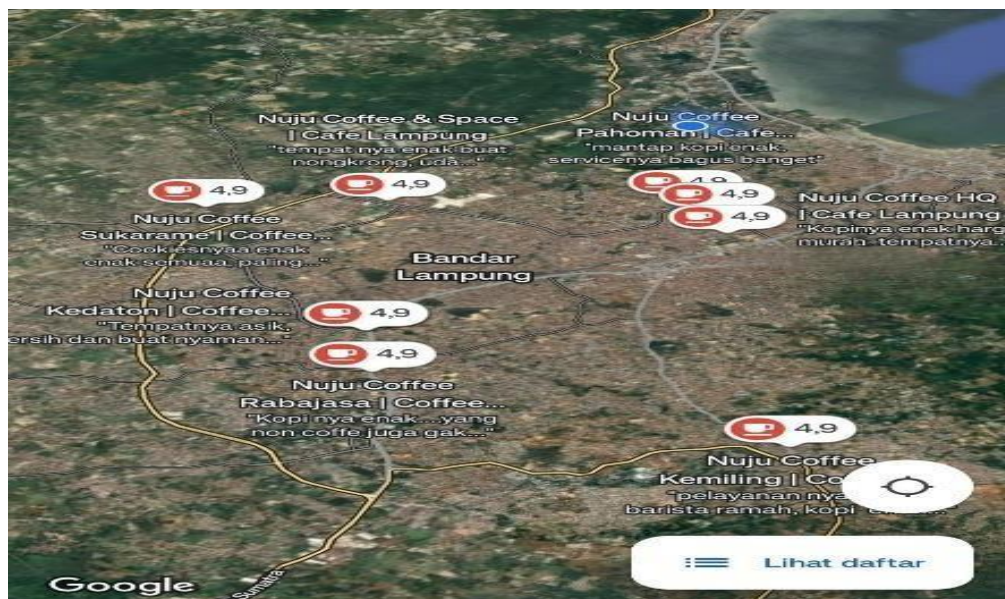 Nuju Coffee & Space
| Cafe Lampung
"tempat nya enak buat
nongkrong, uda..."
4,9
Nuju Coffee
Pahoman | Cafe...
"mantap kopi enak,
servicenya bagus banget"
4,9
4,9
4,9
Nuju Coffee HQ
| Cafe Lampung
"Kopinya enak harg
murah, tempatnya..
4,9
Nuju Coffee
Sukarame | Coffee...
"Cookiesnyaa enak
enak semuaa, paling..."
Bandar
Lampung
Nuju Coffee
Kedaton | Coffee...
"Tempatnya asik,
ersih dan buat nyaman..."
4,9
4,9
Nuju Coffee
Rabajasa | Coffee...
"Kopi nya enak...yang
non coffe juga gak..."
4,9
Nuju Coffee
Kemiling | Co
"pelayanan nya
barista ramah, kopi
Lihat daftar
Google
Sumatra